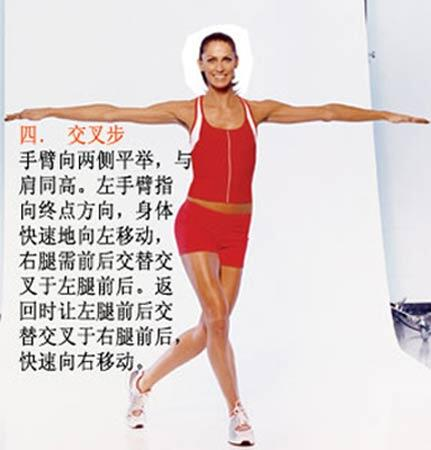 四． 交叉步
手臂向两侧平举，与
肩同高。左手臂指
向终点方向，身体
快速地向左移动，
右腿需前后交替交
叉于左腿前后。返
回时让左腿前后交
替交叉于右腿前后，
快速向右移动。